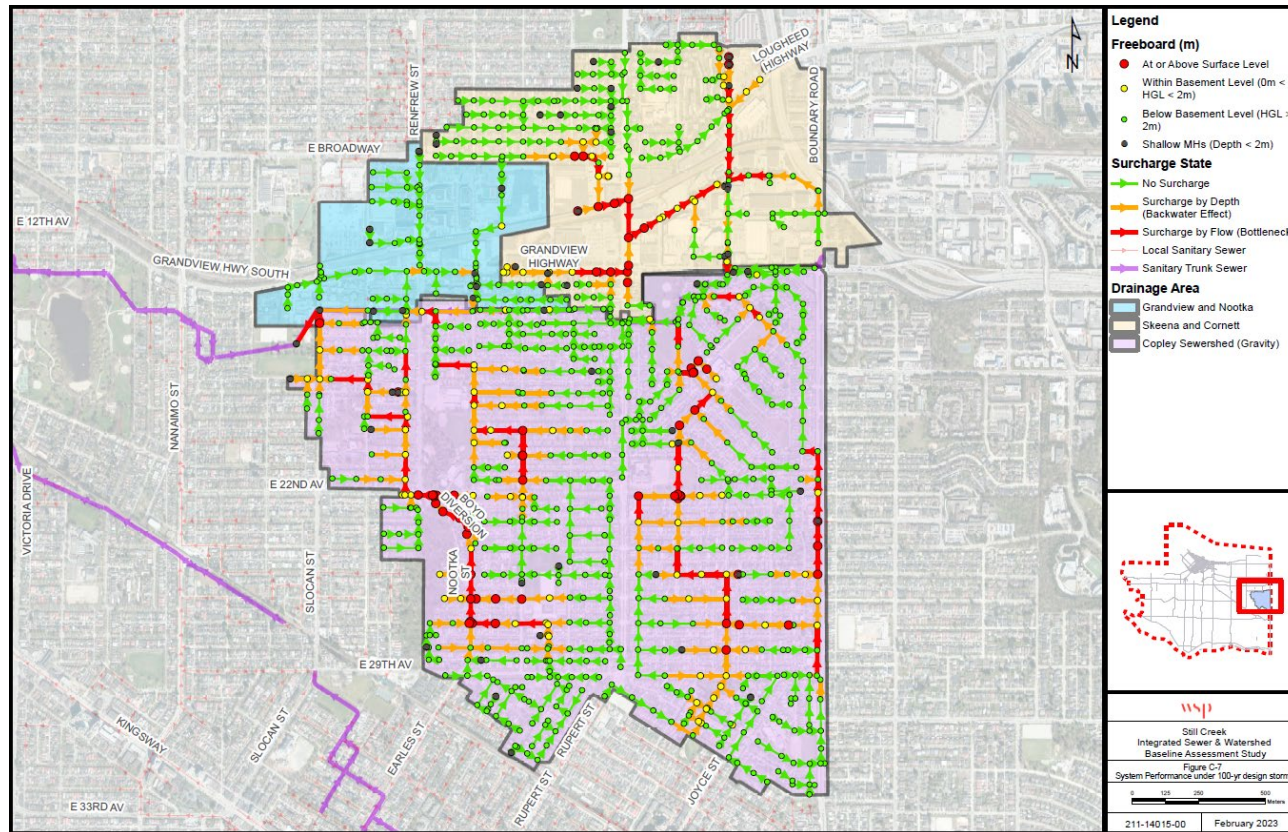 LOUGHEED
HIGHWAY
N
RENFREW ST
BOUNDARY ROAD
E BROADWAY
E 12TH AV
GRANDVIEW HWY SOUTH
GRANDVIEW
HIGHWAY
NANAIMO ST
VICTORIA DRIVE
E 22ND AV
BOYD
DIVERSION
NOOTKA
ST
SLOCAN ST
E 29TH AV
KINGSWAY
SLOCAN ST
EARLES ST
RUPERT ST
RUPERT ST
JOYCE ST
E 33RD AV
Legend
Freeboard (m)
At or Above Surface Level
Within Basement Level (0m <
HGL < 2m)
Below Basement Level (HGL >
2m)
Shallow MHs (Depth < 2m)
Surcharge State
No Surcharge
Surcharge by Depth
(Backwater Effect)
Surcharge by Flow (Bottleneck
Local Sanitary Sewer
Sanitary Trunk Sewer
Drainage Area
Grandview and Nootka
Skeena and Cornett
Copley Sewershed (Gravity)
wsp
Still Creek
Integrated Sewer & Watershed
Baseline Assessment Study
Figure C-7
System Performance under 100-yr design storm
0 125 250 500
Meters
211-14015-00 February 2023